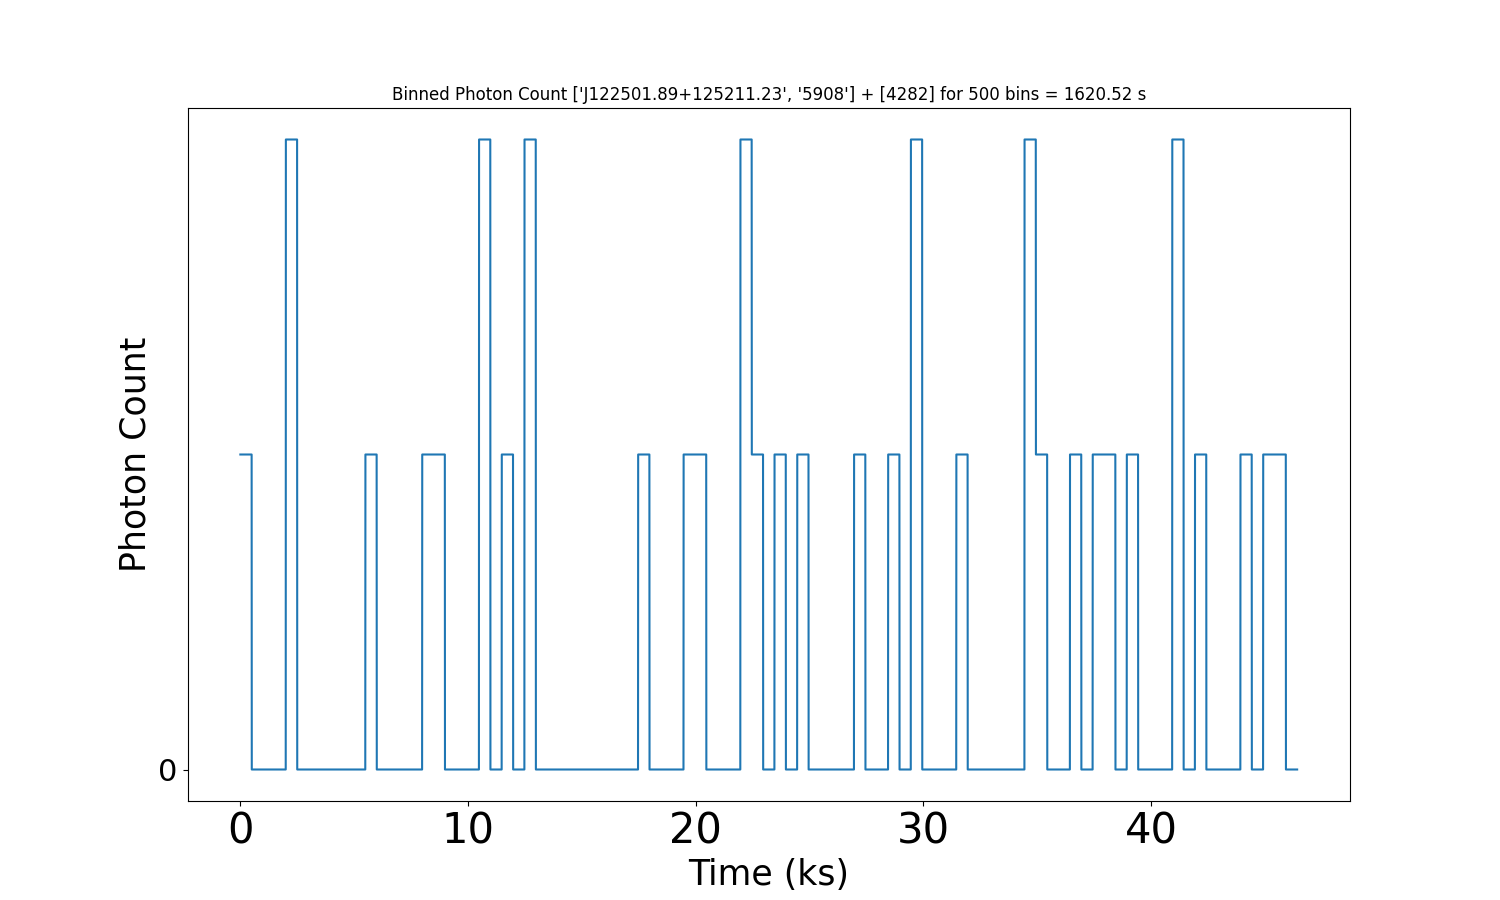 Binned Photon Count ['J122501.89+125211.23', '5908'] + [4282] for 500 bins = 1620.52 s
Photon Count
0
0 10 20 30 40
Time (ks)